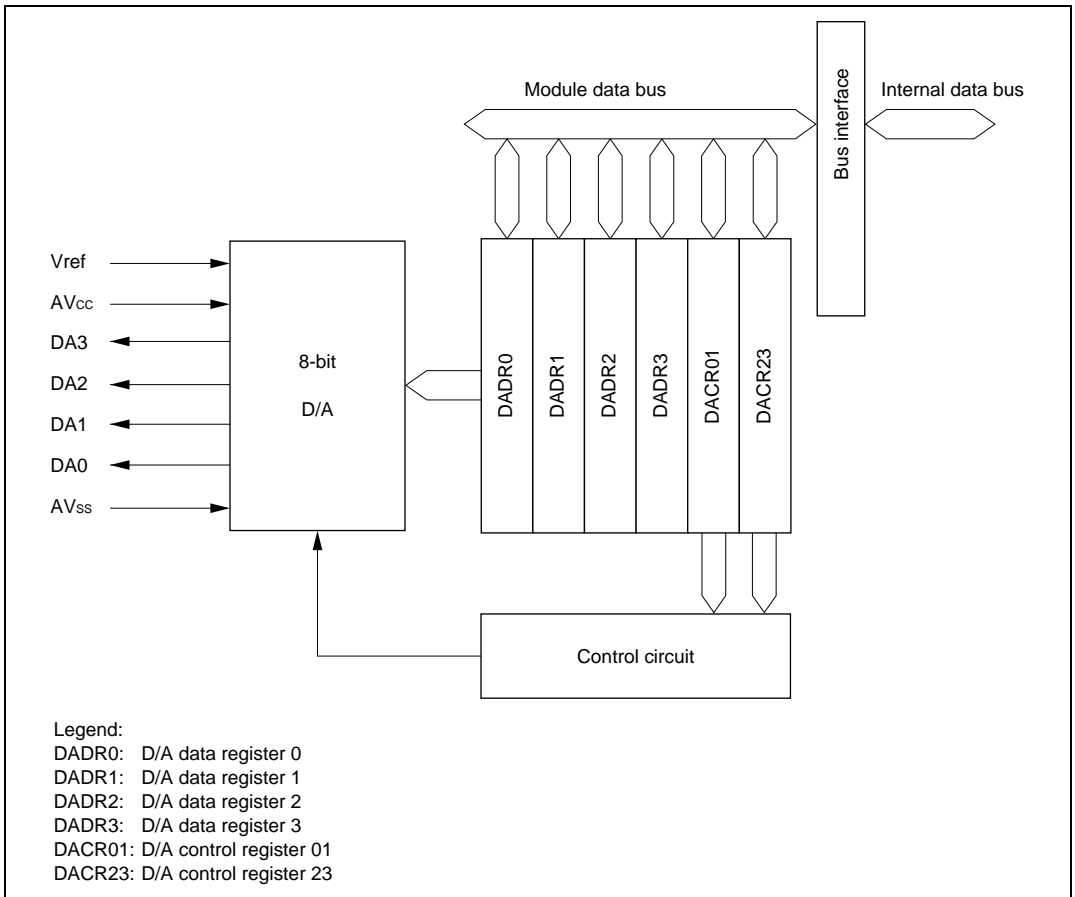 Module data bus
Internal data bus
Bus interface
Vref
AVCC
DA3
DA2
DA1
DA0
AVSS
8-bit
D/A
DADR0
DADR1
DADR2
DADR3
DACR01
DACR23
Control circuit
Legend:
DADR0: D/A data register 0
DADR1: D/A data register 1
DADR2: D/A data register 2
DADR3: D/A data register 3
DACR01: D/A control register 01
DACR23: D/A control register 23